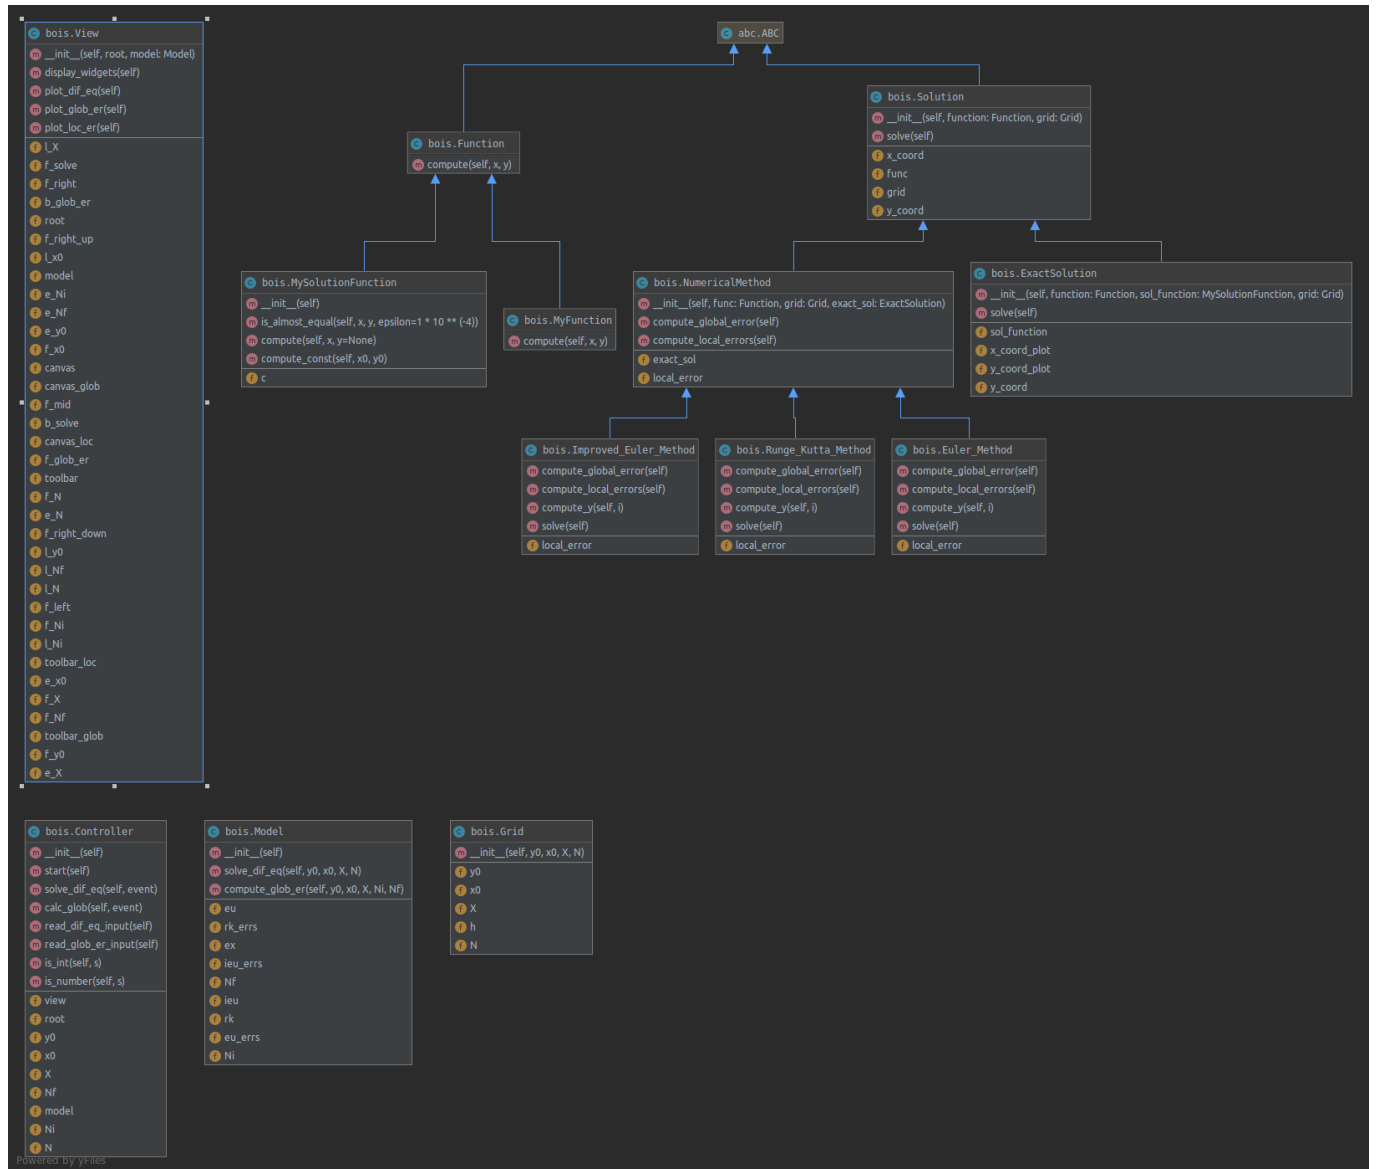 bois.View
__init__(self, root, model: Model)
display_widgets(self)
plot_dif_eq(self)
plot_glob_er(self)
plot_loc_er(self)
l_X
f_solve
f_right
b_glob_er
root
f_right_up
l_x0
model
e_Ni
e_Nf
e_y0
f_x0
canvas
canvas_glob
f_mid
b_solve
canvas_loc
f_glob_er
toolbar
f_N
e_N
f_right_down
l_y0
l_Nf
l_N
f_left
f_Ni
l_Ni
toolbar_loc
e_x0
f_X
f_Nf
toolbar_glob
f_y0
e_X
abc.ABC
bois.Function
compute(self, x, y)
bois.Solution
__init__(self, function: Function, grid: Grid)
solve(self)
x_coord
func
grid
y_coord
bois.MySolutionFunction
__init__(self)
is_almost_equal(self, x, y, epsilon=1 * 10 ** (-4))
compute(self, x, y=None)
compute_const(self, x0, y0)
c
bois.MyFunction
compute(self, x, y)
bois.NumericalMethod
__init__(self, func: Function, grid: Grid, exact_sol: ExactSolution)
compute_global_error(self)
compute_local_errors(self)
exact_sol
local_error
bois.ExactSolution
__init__(self, function: Function, sol_function: MySolutionFunction, grid: Grid)
solve(self)
sol_function
x_coord_plot
y_coord_plot
y_coord
bois.Improved_Euler_Method
compute_global_error(self)
compute_local_errors(self)
compute_y(self, i)
solve(self)
local_error
bois.Runge_Kutta_Method
compute_global_error(self)
compute_local_errors(self)
compute_y(self, i)
solve(self)
local_error
bois.Euler_Method
compute_global_error(self)
compute_local_errors(self)
compute_y(self, i)
solve(self)
local_error
bois.Controller
__init__(self)
start(self)
solve_dif_eq(self, event)
calc_glob(self, event)
read_dif_eq_input(self)
read_glob_er_input(self)
is_int(self, s)
is_number(self, s)
view
root
y0
x0
X
Nf
model
Ni
N
bois.Model
__init__(self)
solve_dif_eq(self, y0, x0, X, N)
compute_glob_er(self, y0, x0, X, Ni, Nf)
eu
rk_errs
ex
ieu_errs
Nf
ieu
rk
eu_errs
Ni
bois.Grid
__init__(self, y0, x0, X, N)
y0
x0
X
h
N
Powered by yFiles